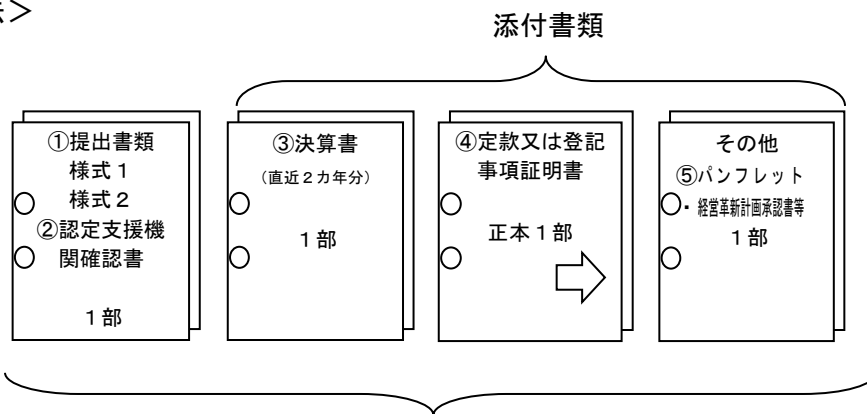 ＞
添付書類
①提出書類
様式１
様式２
②認定支援機
関確認書
１部
③決算書
（直近２カ年分）
１部
④定款又は登記
事項証明書
正本１部
その他
⑤パンフレット
・経営革新計画承認書等
１部